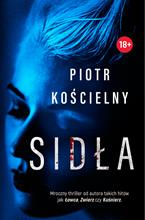 18+
PIOTR
KOŚCIELNY
SIDŁA
Mroczny thriller od autora takich hitów
jak Łowca, Zwierz czy Kuśnierz.